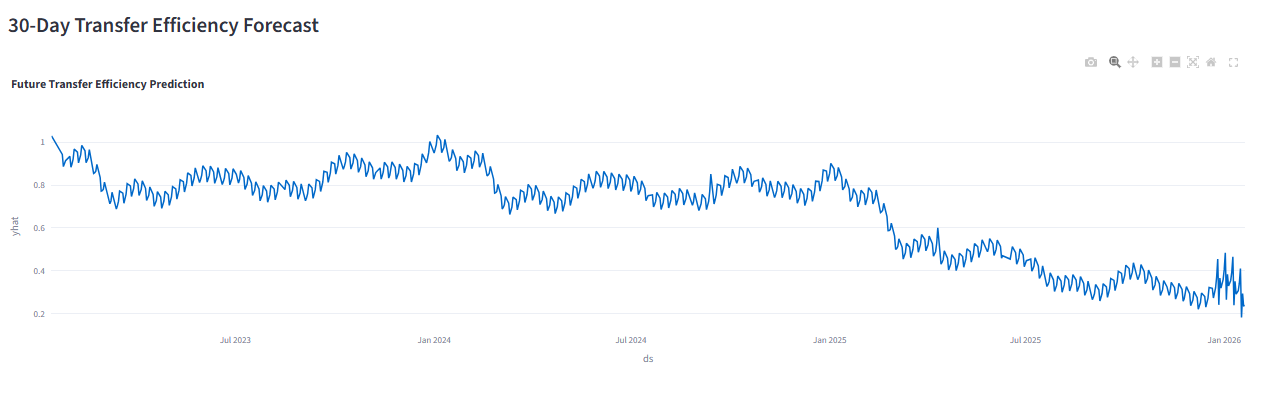 30-Day Transfer Efficiency Forecast
Future Transfer Efficiency Prediction
1
0.8
0.6
0.4
0.2
yhat
Jul 2023
Jan 2024
Jul 2024
Jan 2025
Jul 2025
Jan 2026
ds